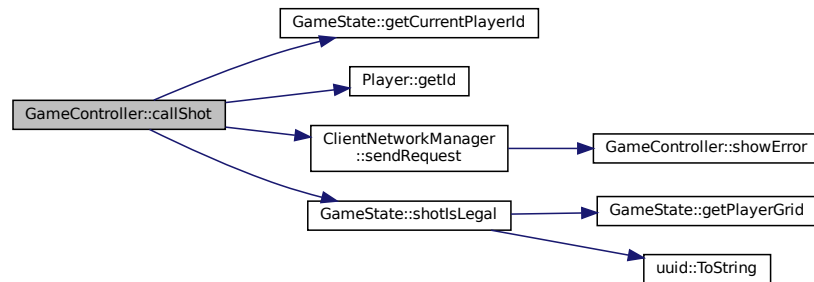 GameState::getCurrentPlayerId
Player::getId
GameController::callShot
ClientNetworkManager
::sendRequest
GameController::showError
GameState::shotIsLegal
GameState::getPlayerGrid
uuid::ToString